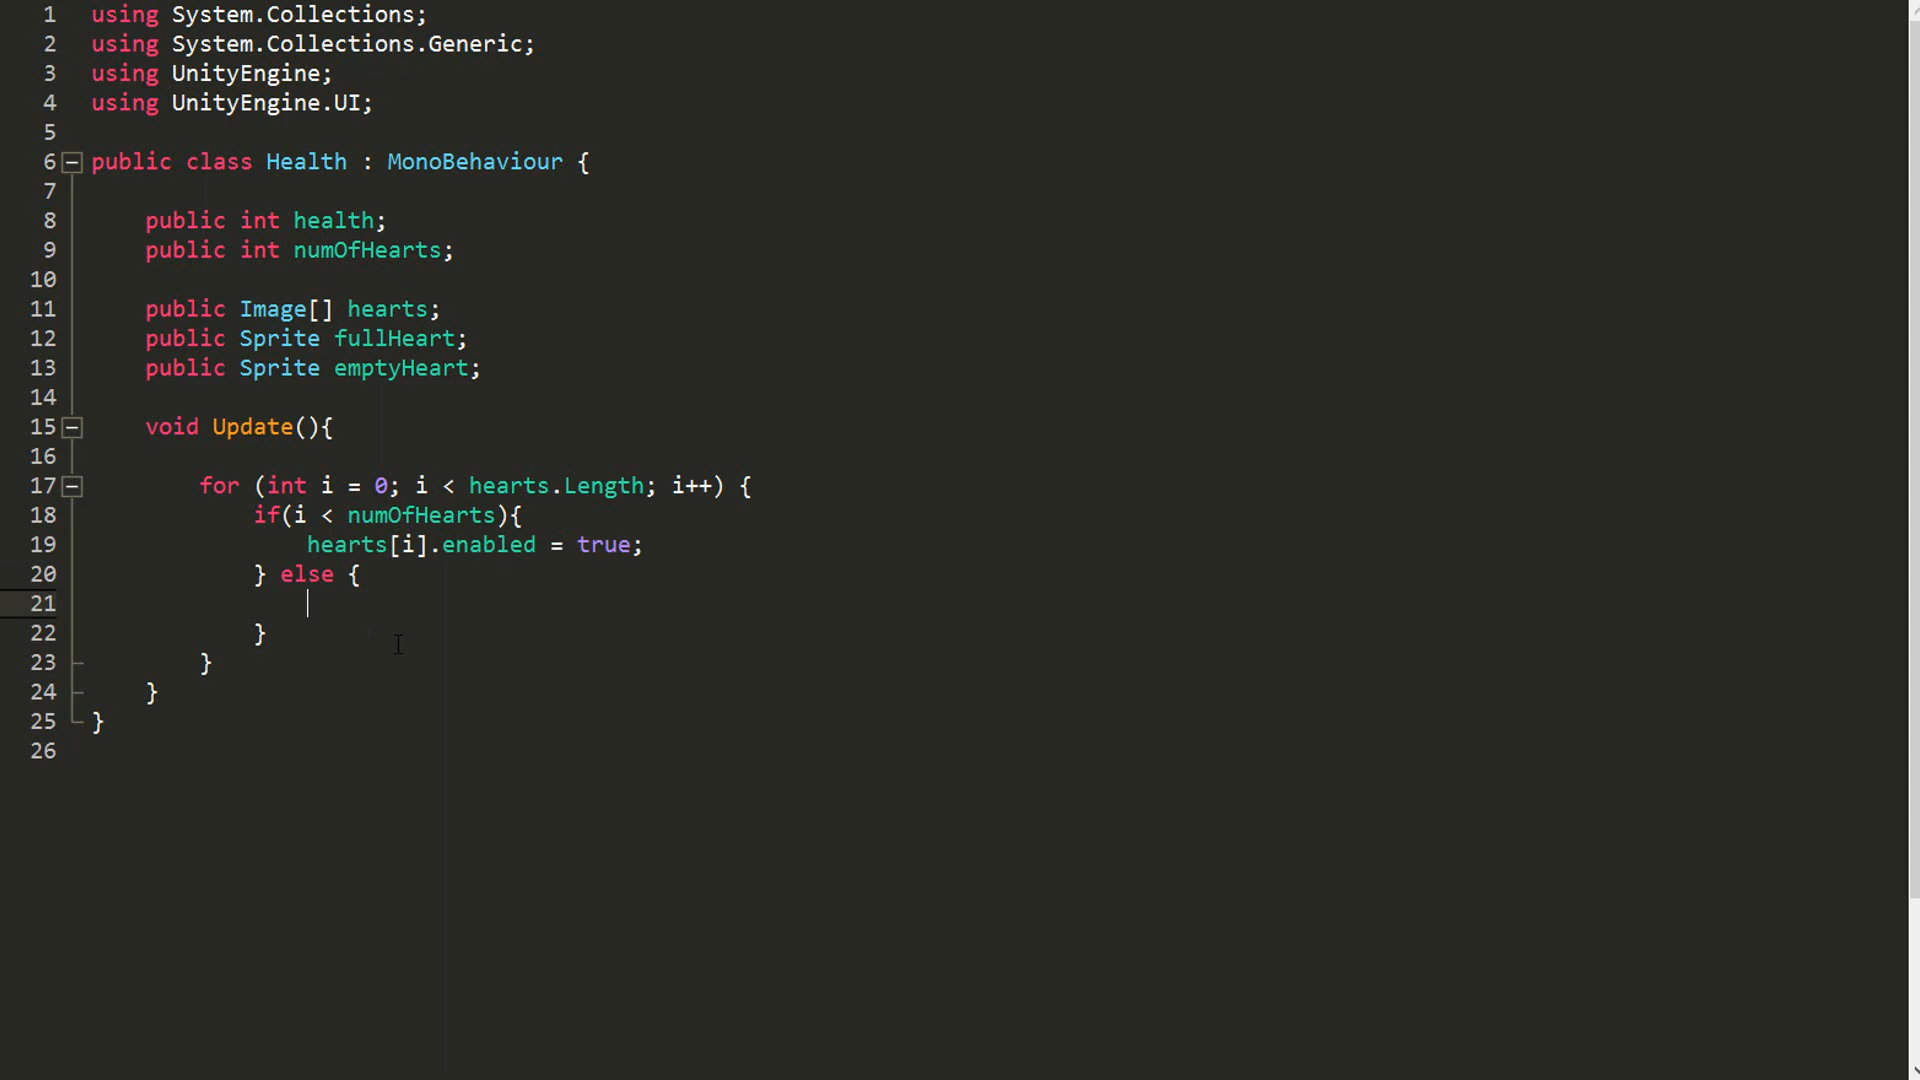 1 using System.Collections;
2 using System.Collections.Generic;
3 using UnityEngine;
4 using UnityEngine.UI;
5
6 public class Health : MonoBehaviour {
7
8 public int health;
9 public int numOfHearts;
10
11 public Image[] hearts;
12 public Sprite fullHeart;
13 public Sprite emptyHeart;
14
15 void Update(){
16
17 for (int i = 0; i < hearts.Length; i++) {
18 if(i < numOfHearts){
19 hearts[i].enabled = true;
20 } else {
21
22 }
23 }
24 }
25 }
26